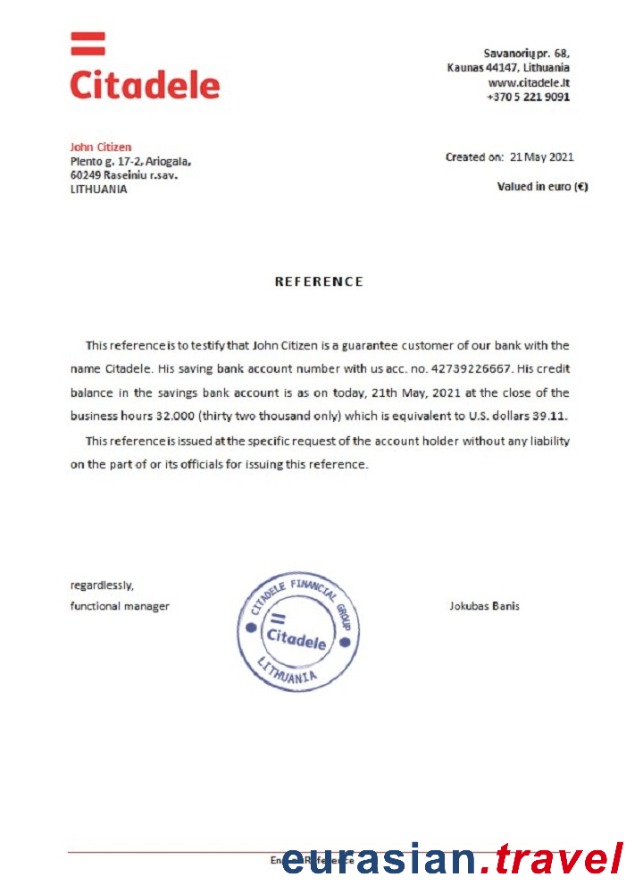 Citadele
Savanorių pr. 68,
Kaunas 44147, Lithuania
www.citadele.lt
+370 5 221 9091
John Citizen
Plento g. 17-2, Ariogala,
60249 Raseiniu r.sav.
LITHUANIA
Created on: 21 May 2021
Valued in euro (€)
REFERENCE
This reference is to testify that John Citizen is a guarantee customer of our bank with the
name Citadele. His saving bank account number with us acc. no. 42739226667. His credit
balance in the savings bank account is as on today, 21th May, 2021 at the close of the
business hours 32.000 (thirty two thousand only) which is equivalent to U.S. dollars 39.11.
This reference is issued at the specific request of the account holder without any liability
on the part of or its officials for issuing this reference.
regardlessly,
functional manager
CITADELE FINANCIAL GROUP
Citadele
LITHUANIA
Jokubas Banis
eurasian.travel